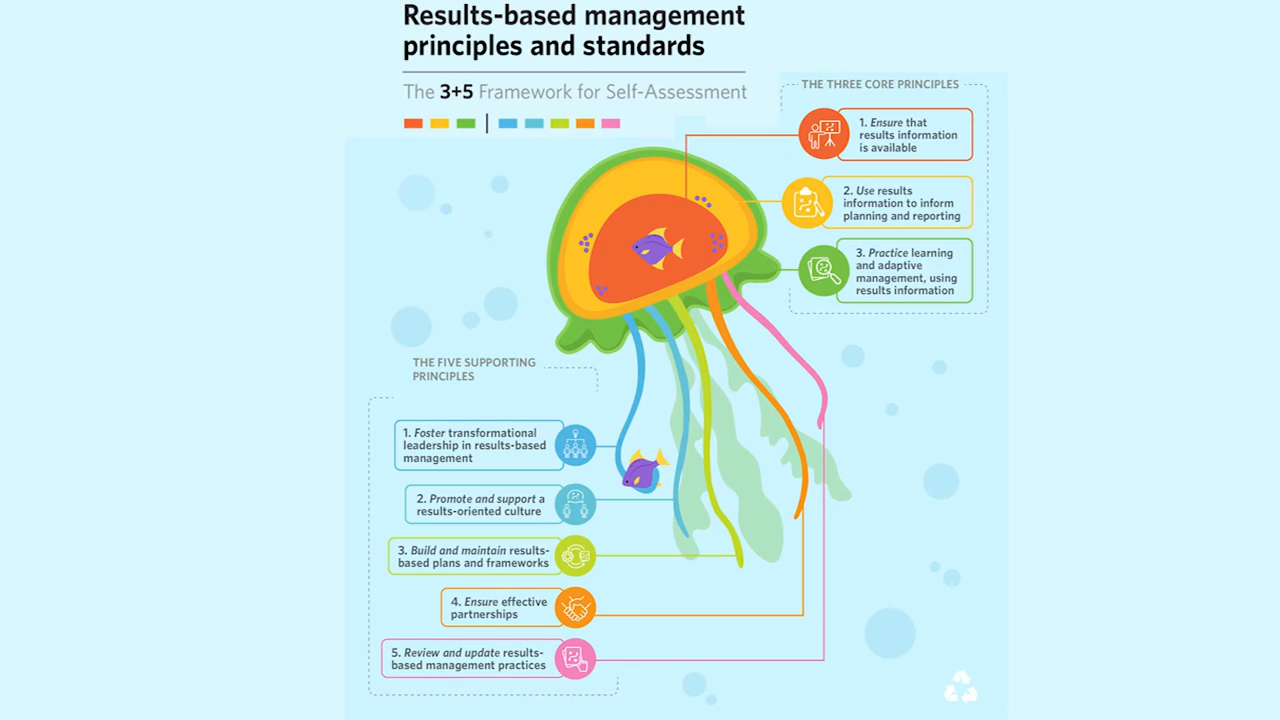 Results-based management
principles and standards
The 3+5 Framework for Self-Assessment
THE THREE CORE PRINCIPLES
1. Ensure that
results information
is available
2. Use results
information to inform
planning and reporting
3. Practice learning
and adaptive
management, using
results information
THE FIVE SUPPORTING
PRINCIPLES
1. Foster transformational
leadership in results-based
management
2. Promote and support a
results-oriented culture
3. Build and maintain results-
based plans and frameworks
4. Ensure effective
partnerships
5. Review and update results-
based management practices